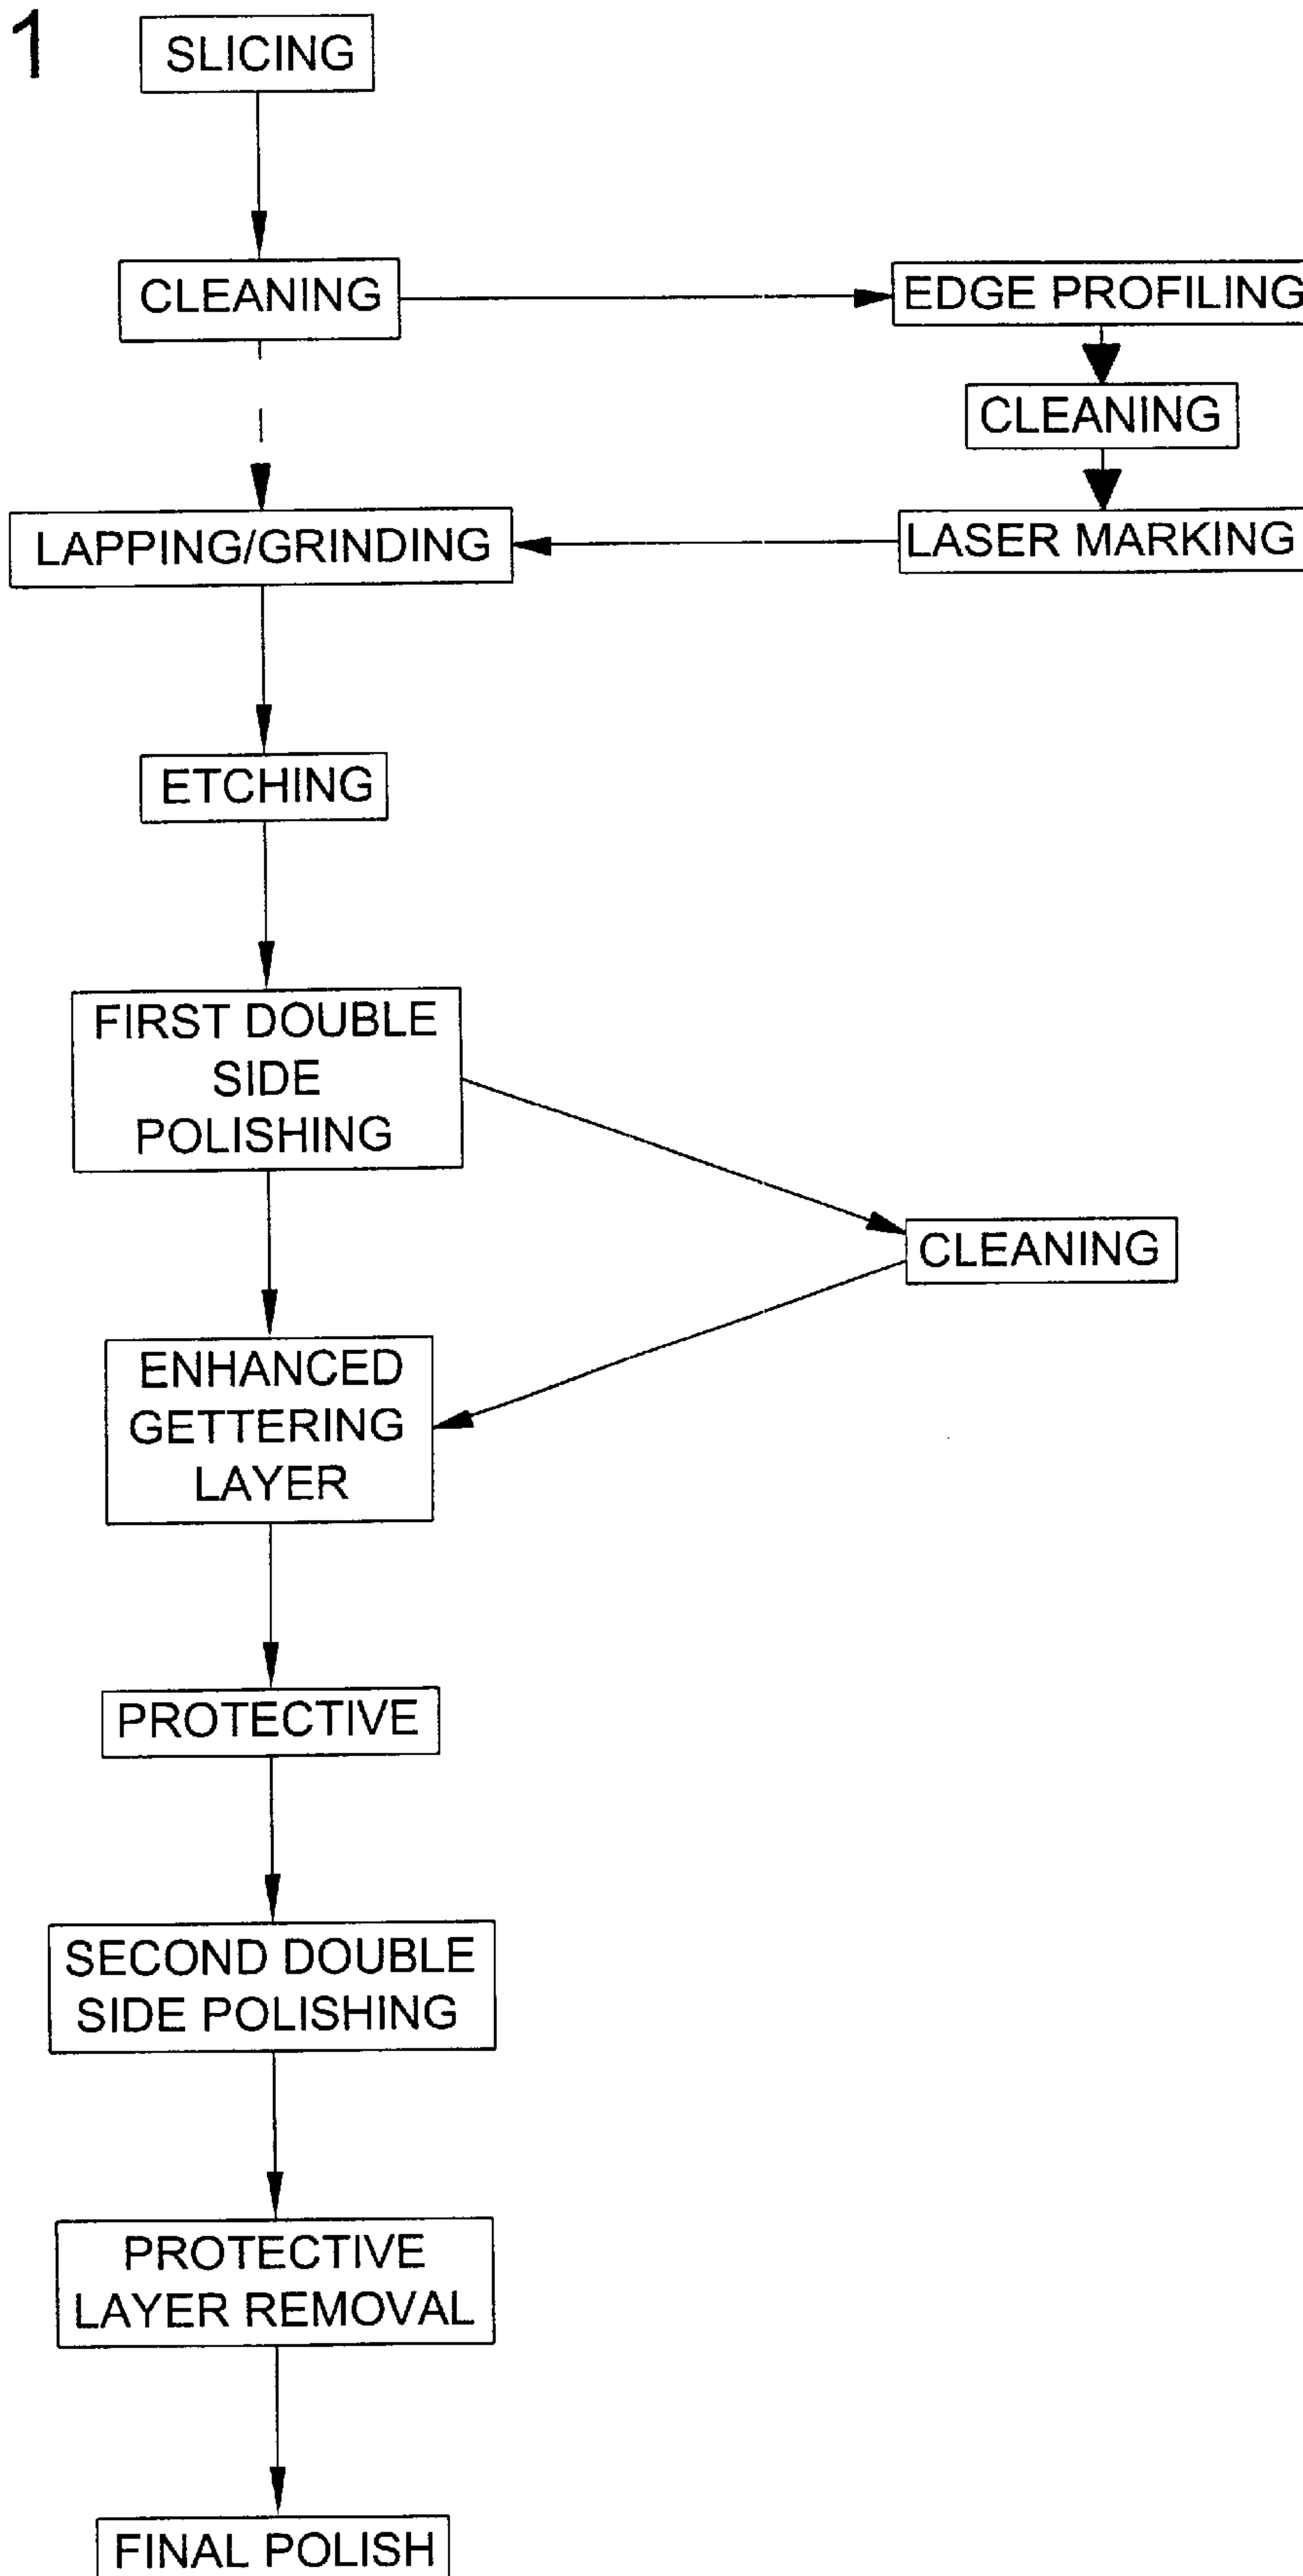 1
SLICING
CLEANING
EDGE PROFILING
CLEANING
LAPPING/GRINDING
LASER MARKING
ETCHING
FIRST DOUBLE
SIDE
POLISHING
CLEANING
ENHANCED
GETTERING
LAYER
PROTECTIVE
SECOND DOUBLE
SIDE POLISHING
PROTECTIVE
LAYER REMOVAL
FINAL POLISH